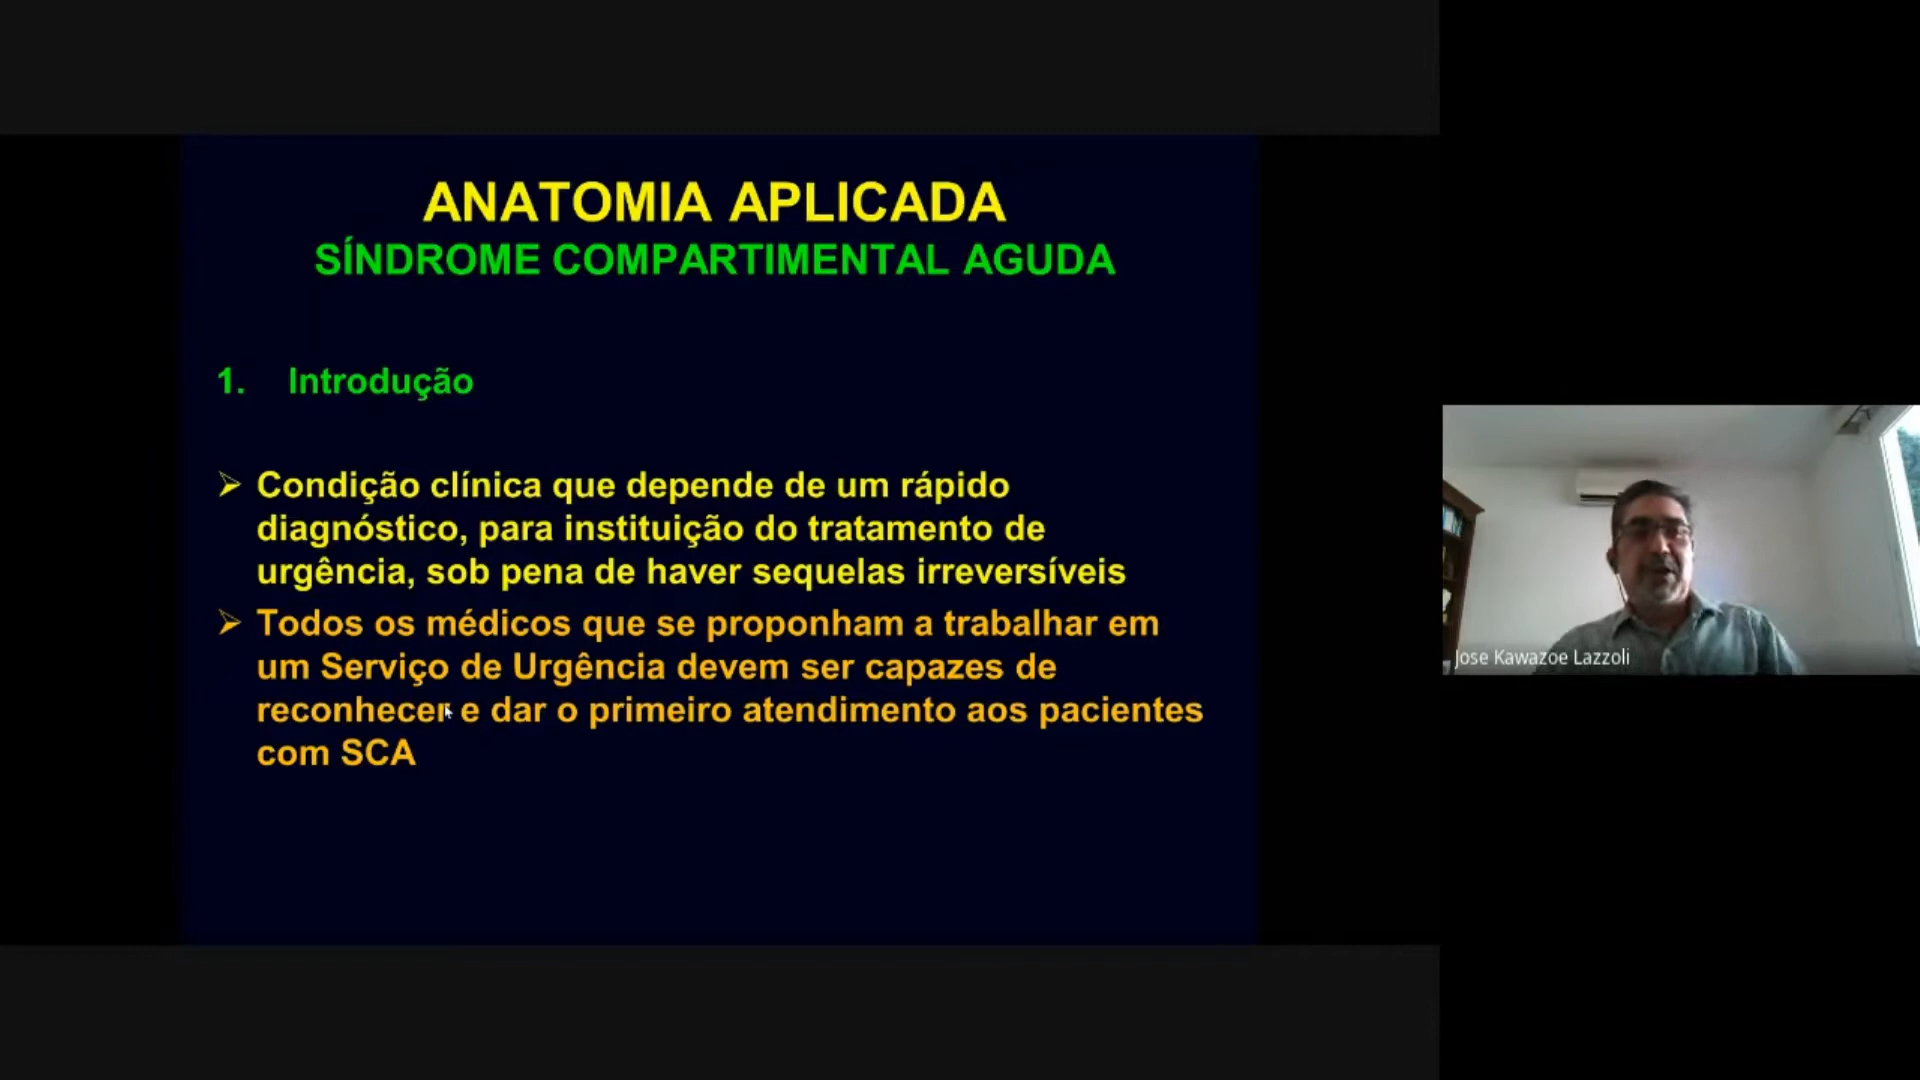 ANATOMIA APLICADA
SÍNDROME COMPARTIMENTAL AGUDA
1. Introdução
➢ Condição clínica que depende de um rápido
diagnóstico, para instituição do tratamento de
urgência, sob pena de haver sequelas irreversíveis
➢ Todos os médicos que se proponham a trabalhar em
um Serviço de Urgência devem ser capazes de
reconhecer e dar o primeiro atendimento aos pacientes
com SCA
Jose Kawazoe Lazzoli